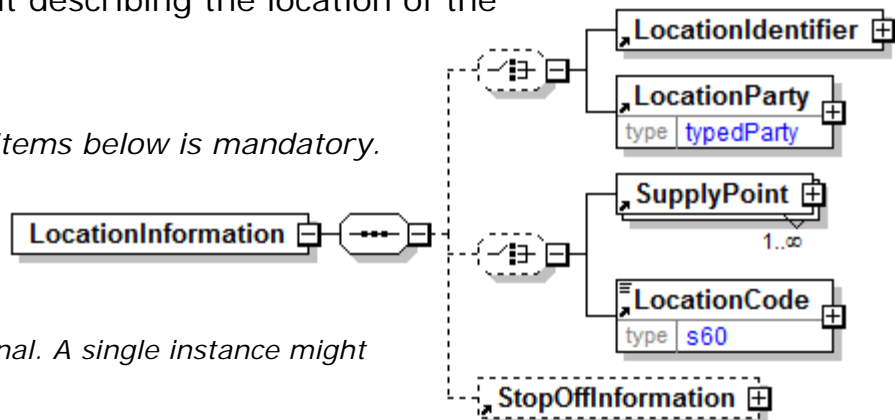 t describing the location of the
LocationIdentifier
LocationParty
type typedParty
items below is mandatory.
SupplyPoint
1..∞
LocationInformation
LocationCode
type s60
nal. A single instance might
StopOffInformation